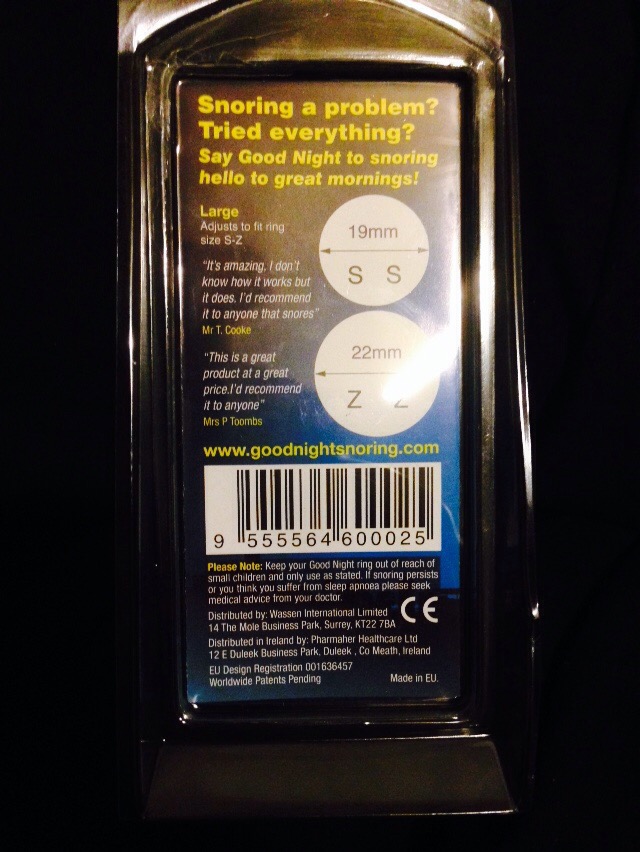 Snoring a problem?
Tried everything?
Say Good Night to snoring
hello to great mornings!
Large
Adjusts to fit ring
size S-Z
19mm
S S
"It's amazing, I don't
know how it works but
it does. I'd recommend
it to anyone that snores"
Mr T. Cooke
22mm
Z Z
"This is a great
product at a great
price.I'd recommend
it to anyone"
Mrs P Toombs
www.goodnightsnoring.com
9 555564 600025
Please Note: Keep your Good Night ring out of reach of
small children and only use as stated. If snoring persists
or you think you suffer from sleep apnoea please seek
medical advice from your doctor.
Distributed by: Wassen International Limited
14 The Mole Business Park, Surrey, KT22 7BA
CE
Distributed in Ireland by: Pharmaher Healthcare Ltd
12 E Duleek Business Park, Duleek , Co Meath, Ireland
EU Design Registration 001636457
Worldwide Patents Pending
Made in EU.